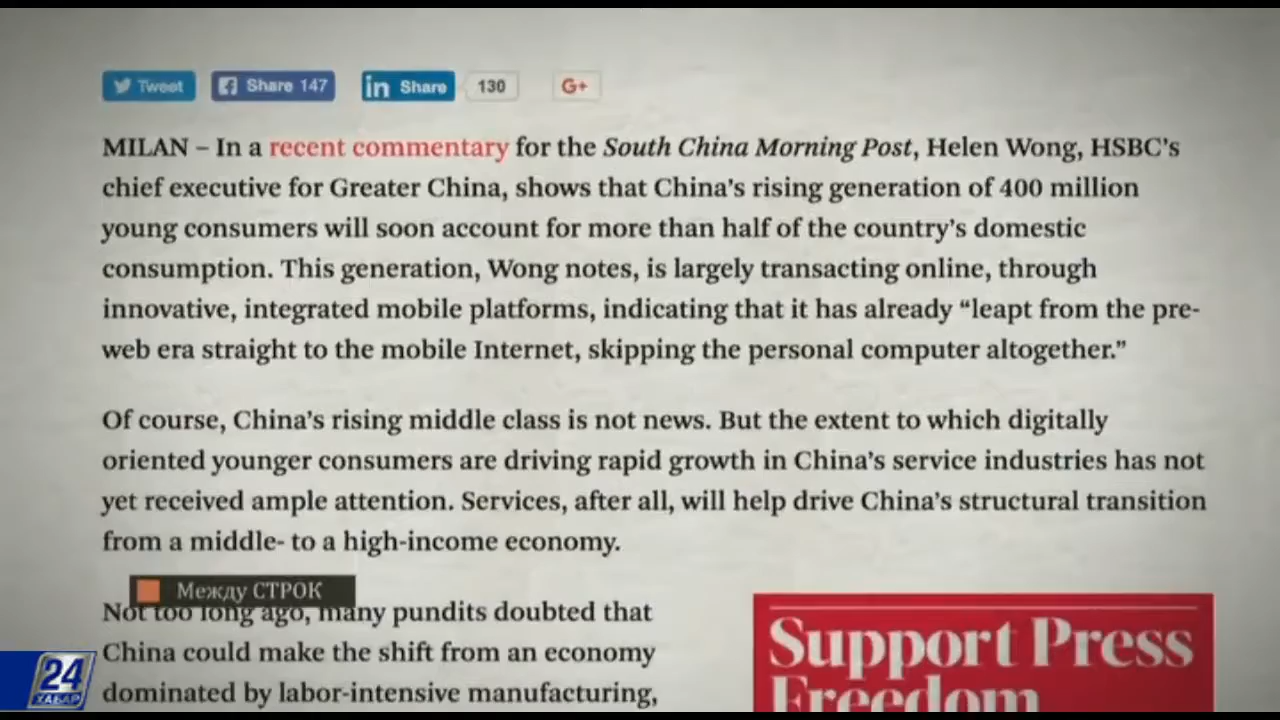 Tweet
Share 147
in Share
130
G+
MILAN – In a recent commentary for the South China Morning Post, Helen Wong, HSBC’s
chief executive for Greater China, shows that China’s rising generation of 400 million
young consumers will soon account for more than half of the country’s domestic
consumption. This generation, Wong notes, is largely transacting online, through
innovative, integrated mobile platforms, indicating that it has already “leapt from the pre-
web era straight to the mobile Internet, skipping the personal computer altogether.”
Of course, China’s rising middle class is not news. But the extent to which digitally
oriented younger consumers are driving rapid growth in China’s service industries has not
yet received ample attention. Services, after all, will help drive China’s structural transition
from a middle- to a high-income economy.
Между СТРОК
Not too long ago, many pundits doubted that
China could make the shift from an economy
dominated by labor-intensive manufacturing,
Support Press
Freedom
24
ХАБАР